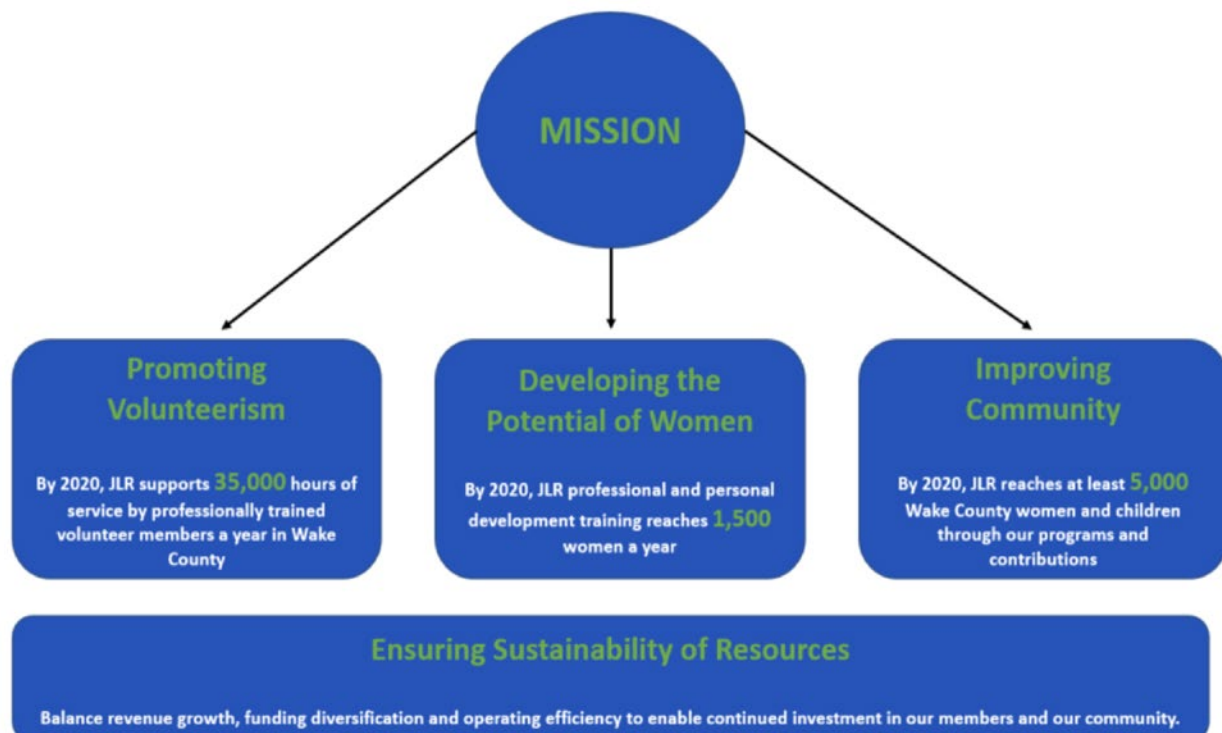 MISSION
Promoting
Volunteerism
By 2020, JLR supports 35,000 hours of
service by professionally trained
volunteer members a year in Wake
County
Developing the
Potential of Women
By 2020, JLR professional and personal
development training reaches 1,500
women a year
Improving
Community
By 2020, JLR reaches at least 5,000
Wake County women and children
through our programs and
contributions
Ensuring Sustainability of Resources
Balance revenue growth, funding diversification and operating efficiency to enable continued investment in our members and our community.